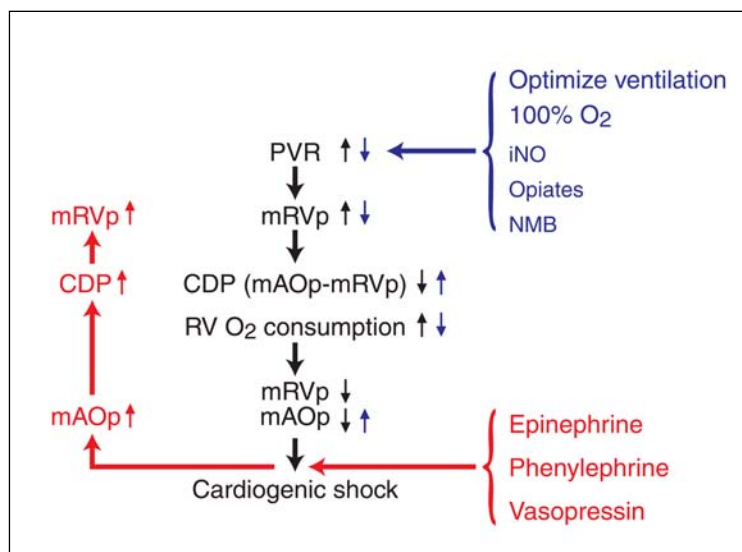 Optimize ventilation
100% O₂
iNO
Opiates
NMB
PVR ↑ ↓
mRVp ↑ ↓
CDP (mAOp-mRVp) ↓ ↑
RV O₂ consumption ↑ ↓
mRVp ↓
mAOp ↓ ↑
Cardiogenic shock
mRVp ↑
CDP ↑
mAOp ↑
Epinephrine
Phenylephrine
Vasopressin